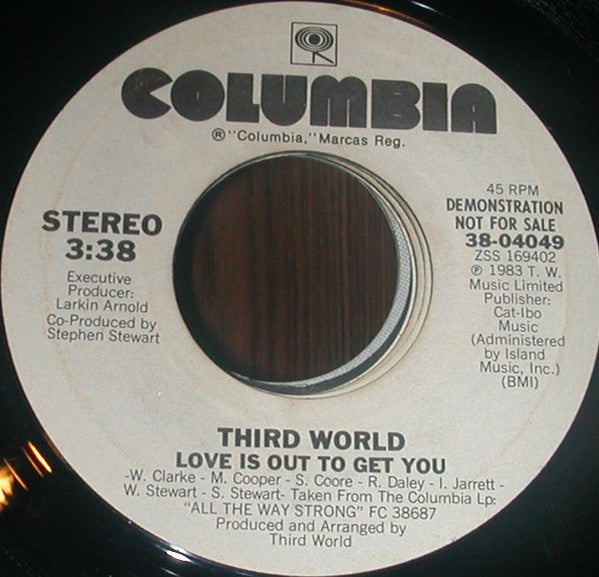 COLUMBIA
®"Columbia," Marcas Reg.
STEREO
3:38
Executive
Producer:
Larkin Arnold
Co-Produced by
Stephen Stewart
45 RPM
DEMONSTRATION
NOT FOR SALE
38-04049
ZSS 169402
℗ 1983 T. W.
Music Limited
Publisher:
Cat-Ibo
Music
(Administered
by Island
Music, Inc.)
(BMI)
THIRD WORLD
LOVE IS OUT TO GET YOU
-W. Clarke - M. Cooper - S. Coore - R. Daley - I. Jarrett -
W. Stewart - S. Stewart- Taken From The Columbia Lp:
"ALL THE WAY STRONG" FC 38687
Produced and Arranged by
Third World